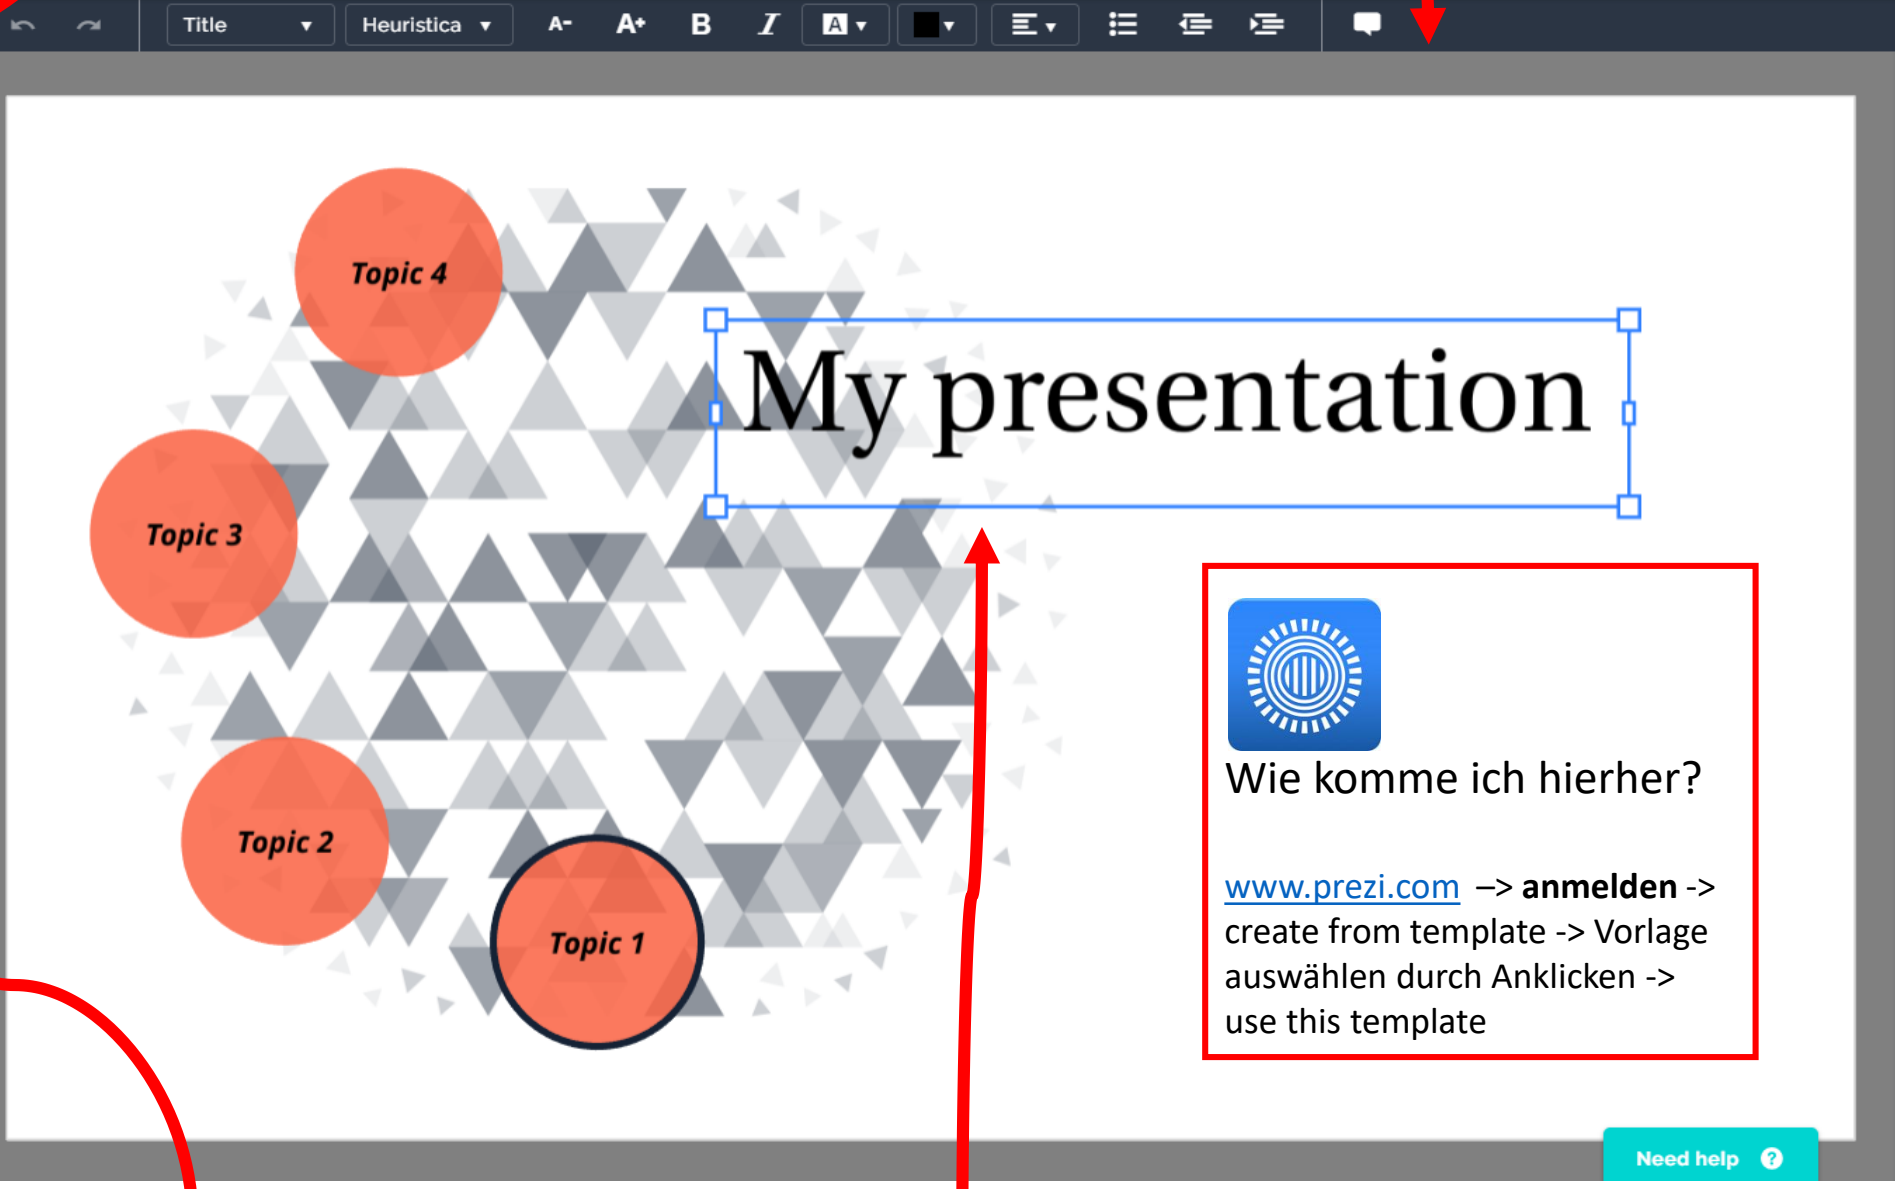 Title
Heuristica
A-
A+
B
I
A
Topic 4
My presentation
Topic 3
Topic 2
Topic 1
Wie komme ich hierher?
www.prezi.com –> anmelden ->
create from template -> Vorlage
auswählen durch Anklicken ->
use this template
Need help ?